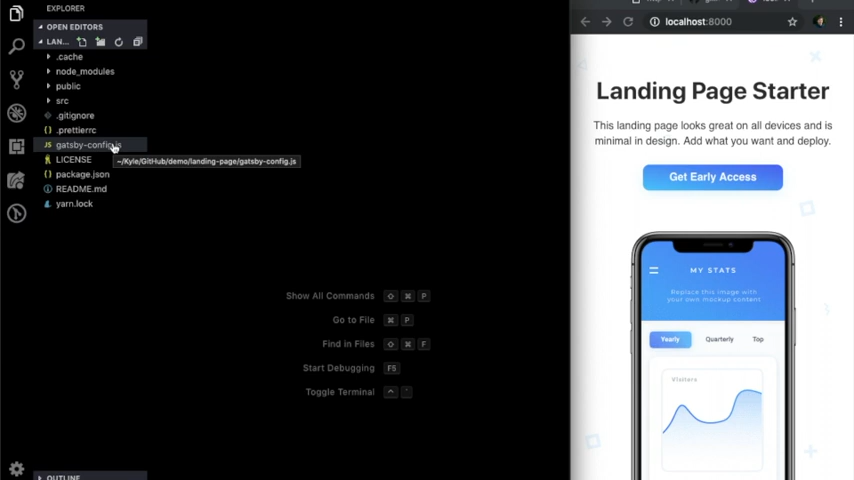 EXPLORER
OPEN EDITORS
LAN...
.cache
node_modules
public
src
.gitignore
.prettierrc
gatsby-config.js
~/Kyle/GitHub/demo/landing-page/gatsby-config.js
LICENSE
package.json
README.md
yarn.lock
Show All Commands ⇧ ⌘ P
Go to File ⌘ P
Find in Files ⇧ ⌘ F
Start Debugging F5
Toggle Terminal ^ `
OUTLINE
localhost:8000
Landing Page Starter
This landing page looks great on all devices and is
minimal in design. Add what you want and deploy.
Get Early Access
MY STATS
Replace this image with
your own mockup content
Yearly Quarterly Top
Visitors